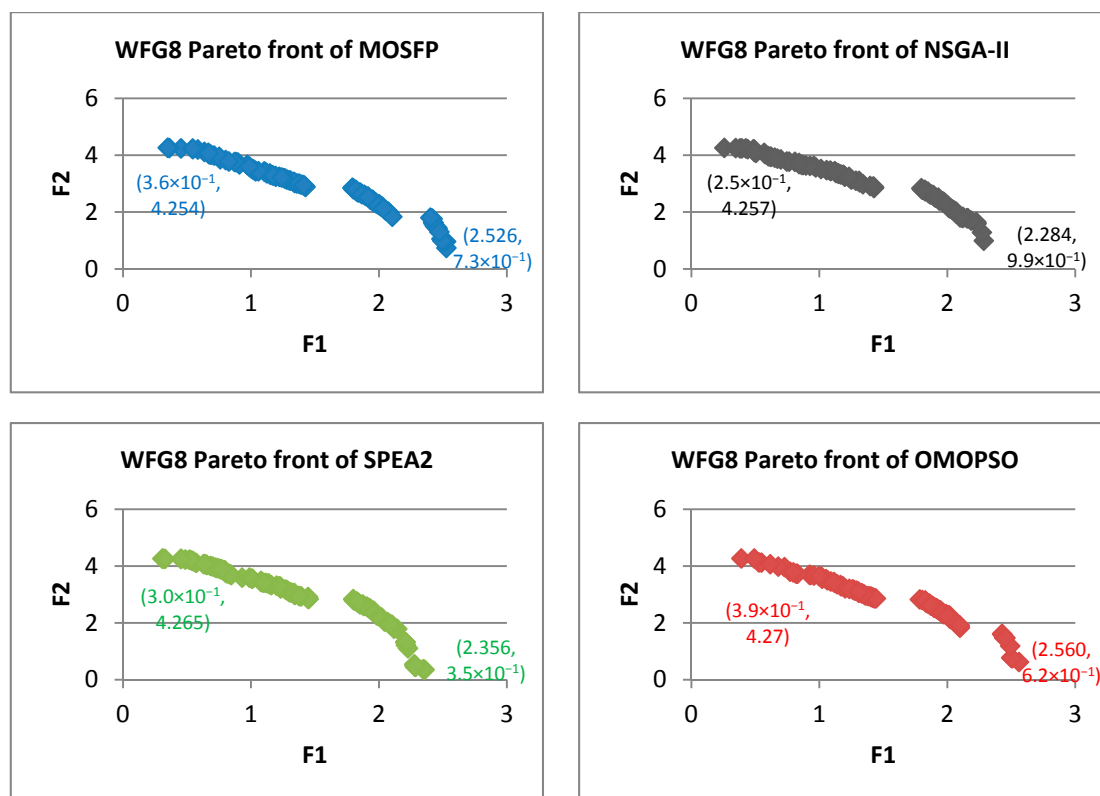 WFG8 Pareto front of MOSFP
6
4
2
0
F2
(3.6×10⁻¹,
4.254)
(2.526,
7.3×10⁻¹)
0 1 2 3
F1
WFG8 Pareto front of NSGA-II
6
4
2
0
F2
(2.5×10⁻¹,
4.257)
(2.284,
9.9×10⁻¹)
0 1 2 3
F1
WFG8 Pareto front of SPEA2
6
4
2
0
F2
(3.0×10⁻¹,
4.265)
(2.356,
3.5×10⁻¹)
0 1 2 3
F1
WFG8 Pareto front of OMOPSO
6
4
2
0
F2
(3.9×10⁻¹,
4.27)
(2.560,
6.2×10⁻¹)
0 1 2 3
F1